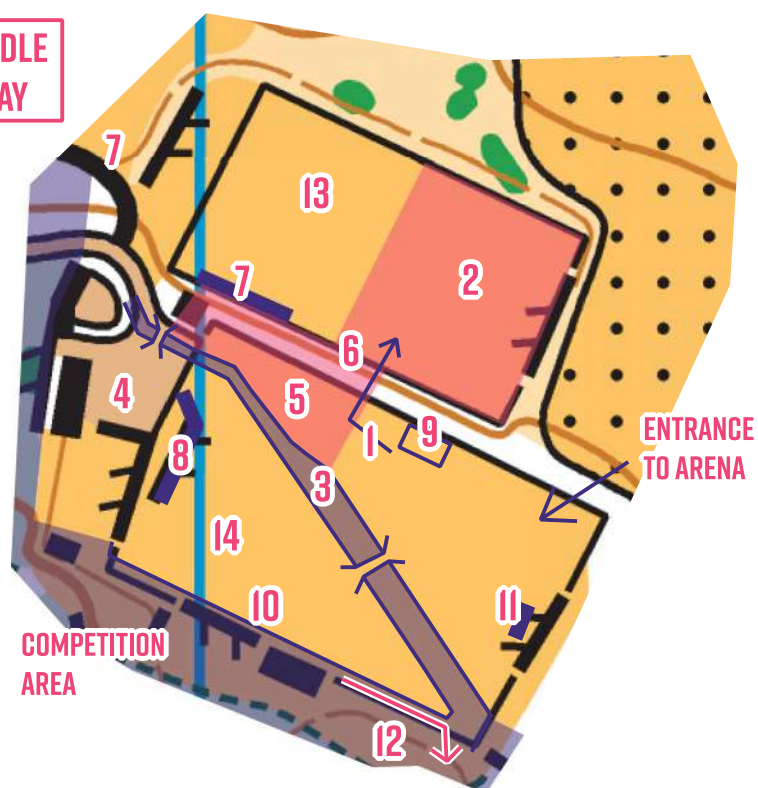 DLE
AY
7
13
7
2
6
4
5
1
9
ENTRANCE
TO ARENA
8
3
14
10
11
COMPETITION
AREA
12